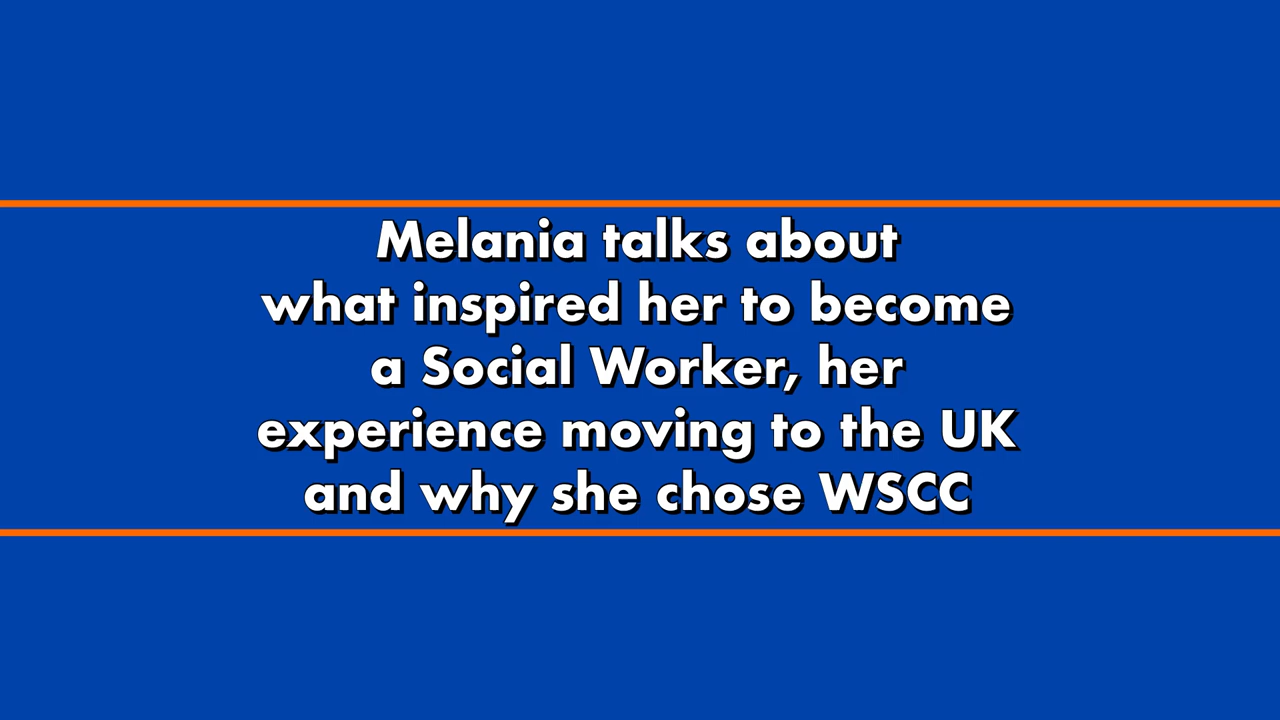 Melania talks about
what inspired her to become
a Social Worker, her
experience moving to the UK
and why she chose WSCC